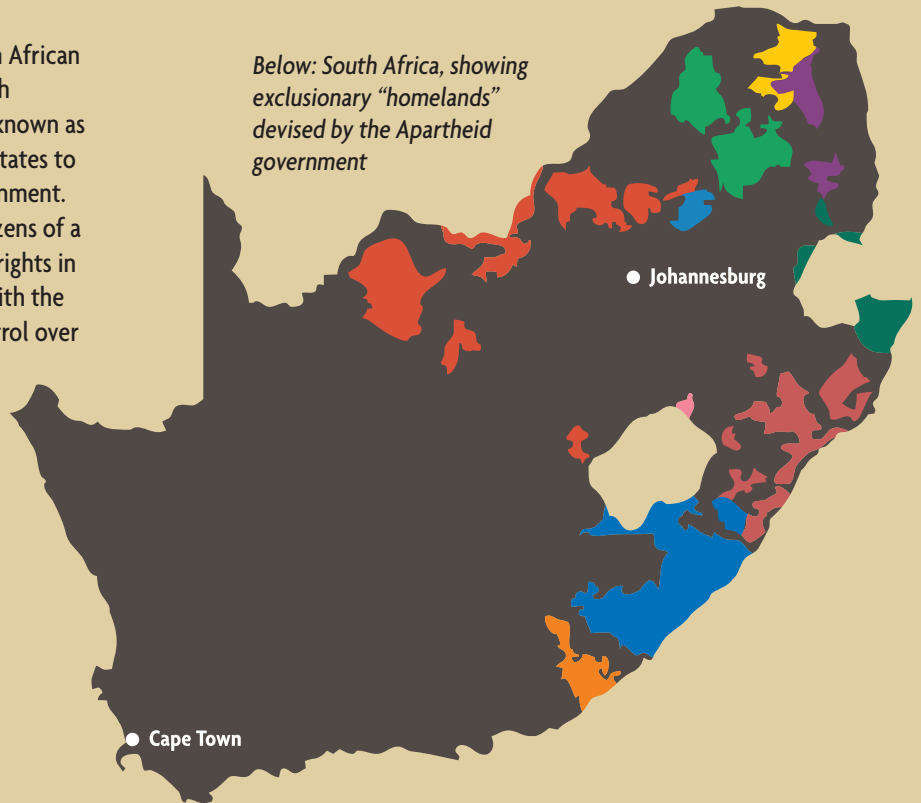 African
known as
tates to
nment.
zens of a
rights in
ith the
rol over
Below: South Africa, showing
exclusionary “homelands”
devised by the Apartheid
government
Johannesburg
Cape Town